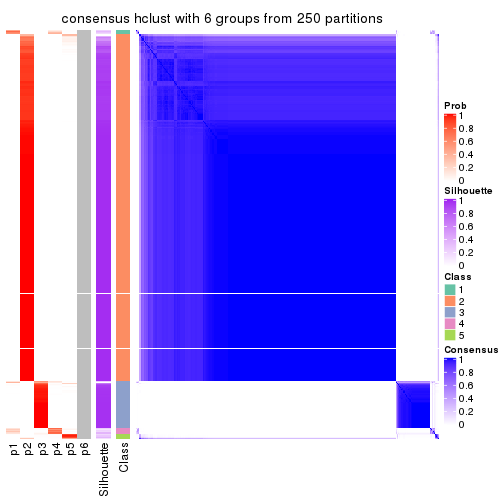 consensus hclust with 6 groups from 250 partitions
Prob
1
0.8
0.6
0.4
0.2
0
Silhouette
1
0.8
0.6
0.4
0.2
0
Class
1
2
3
4
5
Consensus
1
0.8
0.6
0.4
0.2
0
p1
p2
p3
p4
p5
p6
Silhouette
Class